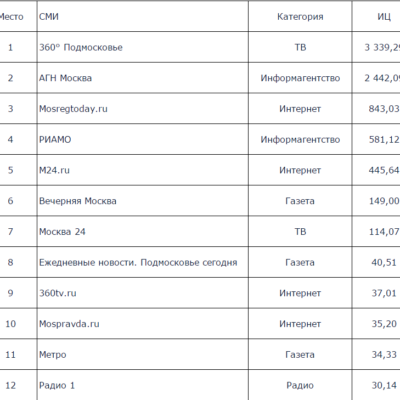 Место СМИ Категория ИЦ
1 360° Подмосковье ТВ 3 339,29
2 АГН Москва Информагентство 2 442,09
3 Mosregtoday.ru Интернет 843,03
4 РИАМО Информагентство 581,12
5 M24.ru Интернет 445,64
6 Вечерняя Москва Газета 149,00
7 Москва 24 ТВ 114,07
8 Ежедневные новости. Подмосковье сегодня Газета 40,51
9 360tv.ru Интернет 37,01
10 Mospravda.ru Интернет 35,20
11 Метро Газета 34,33
12 Радио 1 Радио 30,14